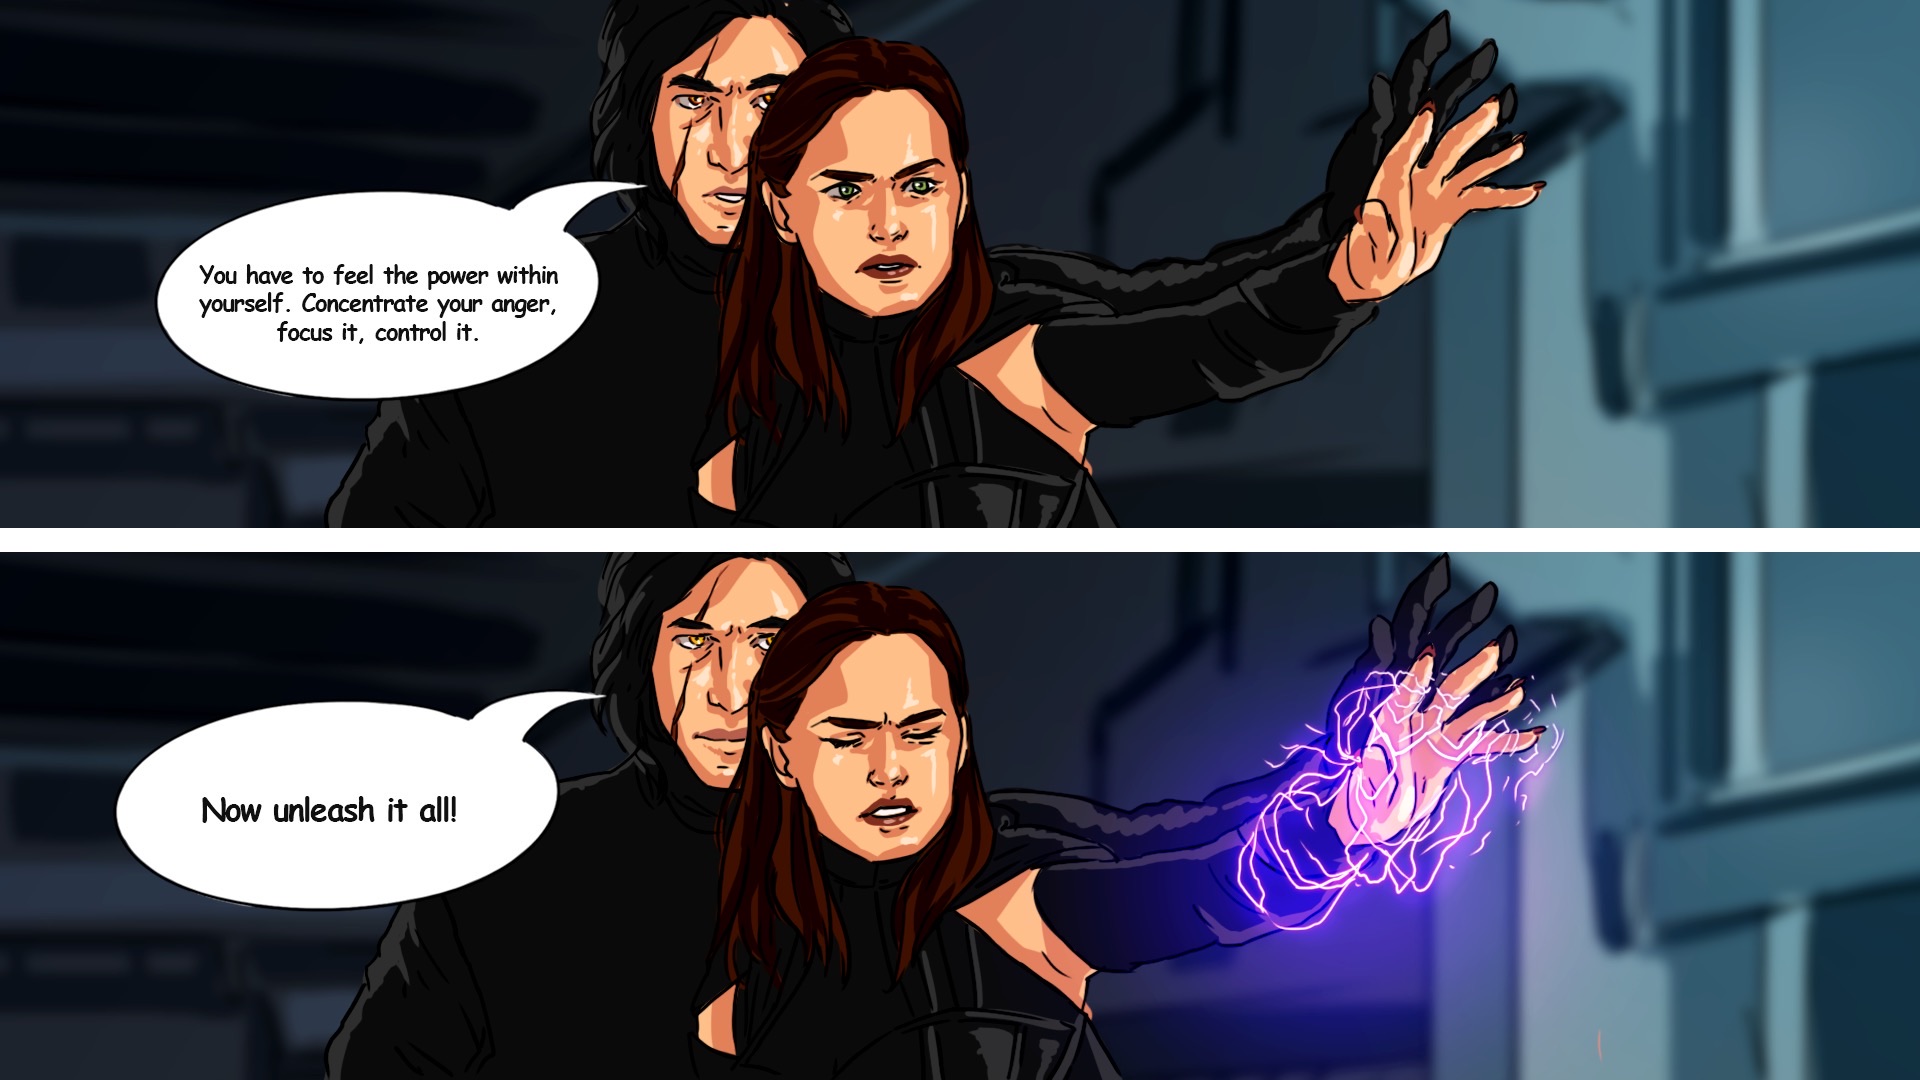 You have to feel the power within
yourself. Concentrate your anger,
focus it, control it.
Now unleash it all!